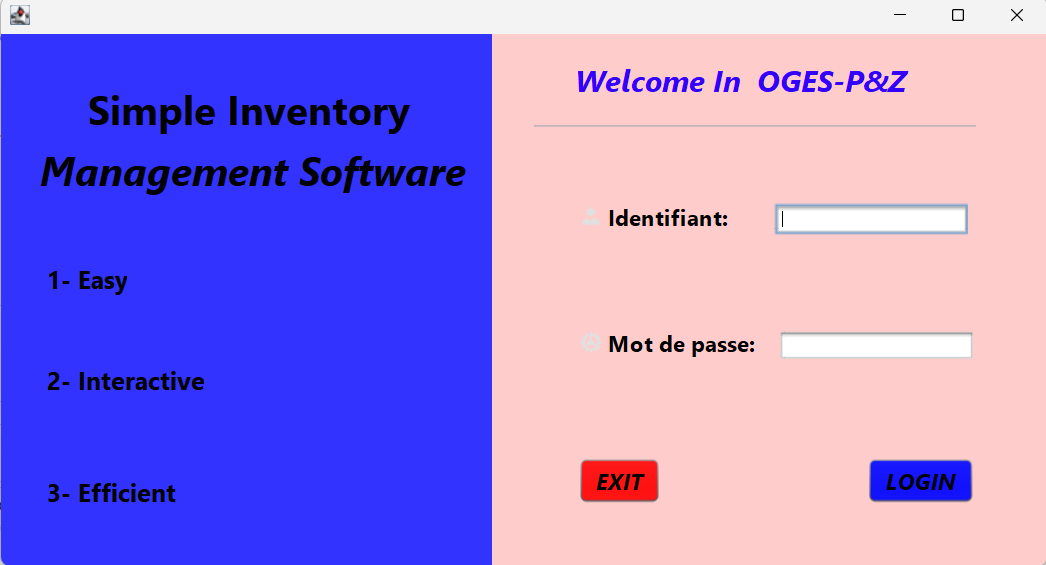 Simple Inventory
Management Software
1- Easy
2- Interactive
3- Efficient
Welcome In  OGES-P&Z
Identifiant:
Mot de passe:
EXIT
LOGIN